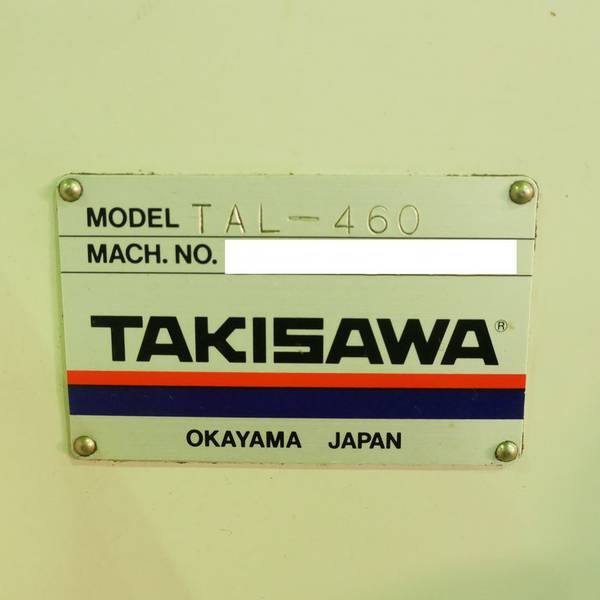 MODEL TAL-460
MACH. NO.
TAKISAWA®
OKAYAMA JAPAN